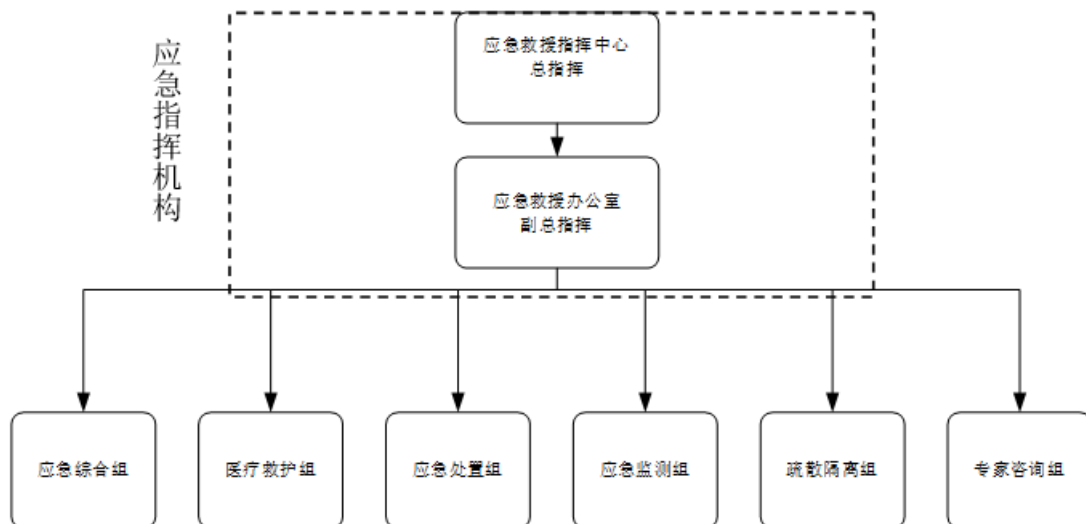 应急指挥机构
应急救援指挥中心
总指挥
应急救援办公室
副总指挥
应急综合组
医疗救护组
应急处置组
应急监测组
疏散隔离组
专家咨询组